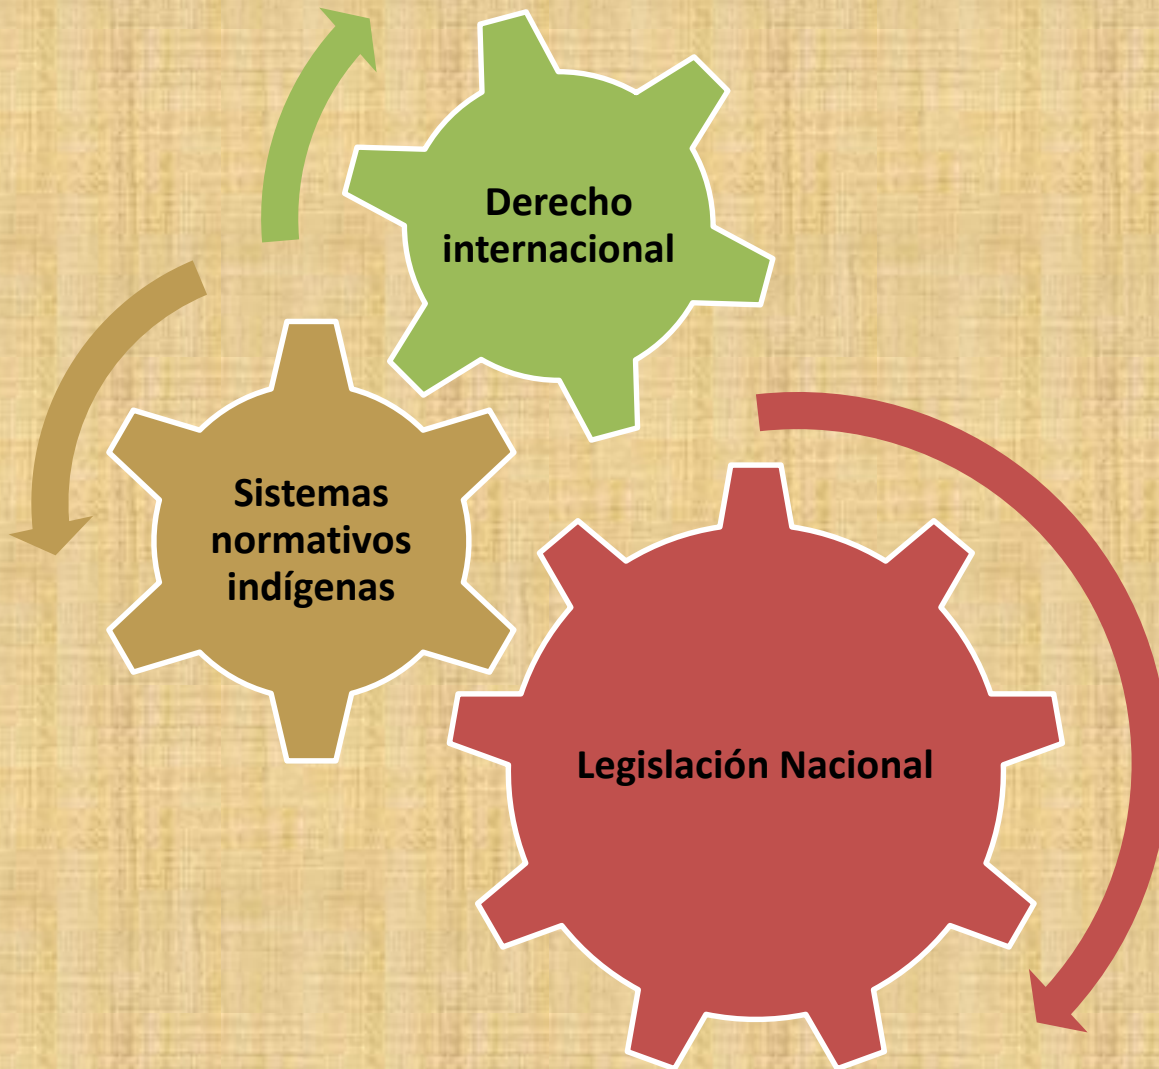 Derecho
internacional
Sistemas
normativos
indígenas
Legislación Nacional